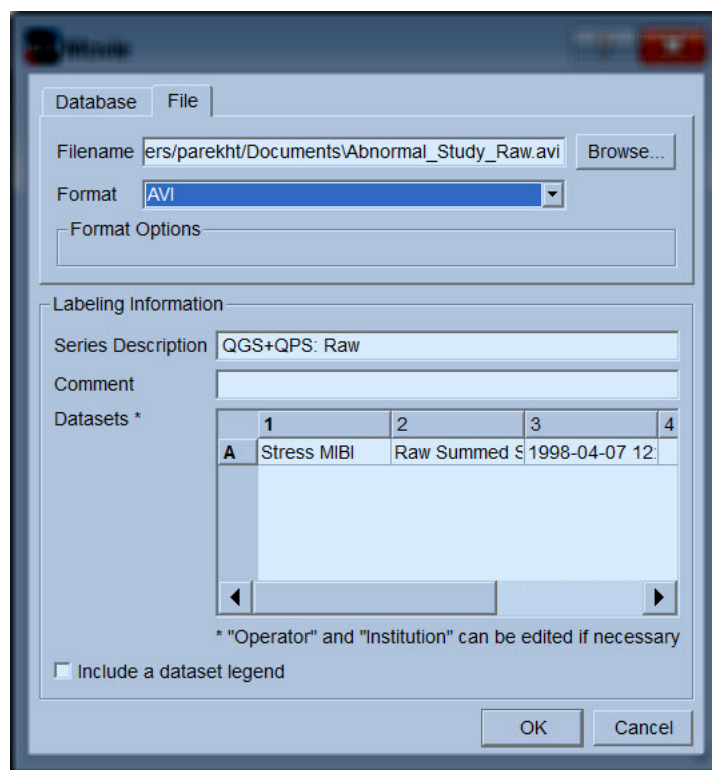 Movie
Database File
Filename ers/parekht/Documents\Abnormal_Study_Raw.avi Browse...
Format AVI
Format Options
Labeling Information
Series Description QGS+QPS: Raw
Comment
Datasets *
1 2 3 4
A Stress MIBI Raw Summed S 1998-04-07 12:
* "Operator" and "Institution" can be edited if necessary
Include a dataset legend
OK Cancel